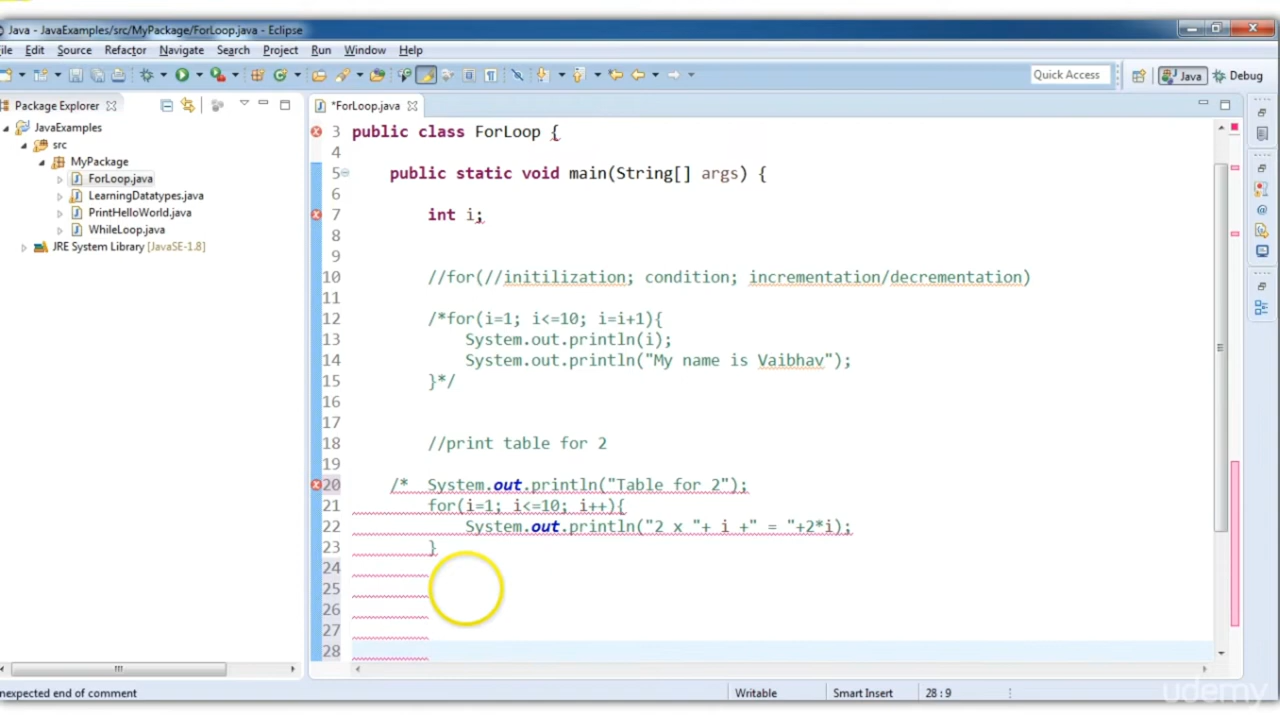 Java - JavaExamples/src/MyPackage/ForLoop.java - Eclipse
ile Edit Source Refactor Navigate Search Project Run Window Help
Quick Access Java Debug
Package Explorer
JavaExamples
src
MyPackage
ForLoop.java
LearningDatatypes.java
PrintHelloWorld.java
WhileLoop.java
JRE System Library [JavaSE-1.8]
*ForLoop.java
3 public class ForLoop {
4
5 public static void main(String[] args) {
6
7 int i;
8
9
10 //for(//initilization; condition; incrementation/decrementation)
11
12 /*for(i=1; i<=10; i=i+1){
13 System.out.println(i);
14 System.out.println("My name is Vaibhav");
15 }*/
16
17
18 //print table for 2
19
20 /* System.out.println("Table for 2");
21 for(i=1; i<=10; i++){
22 System.out.println("2 x "+ i +" = "+2*i);
23 }
24
25
26
27
28
nexpected end of comment
Writable
Smart Insert
28 : 9
udemy